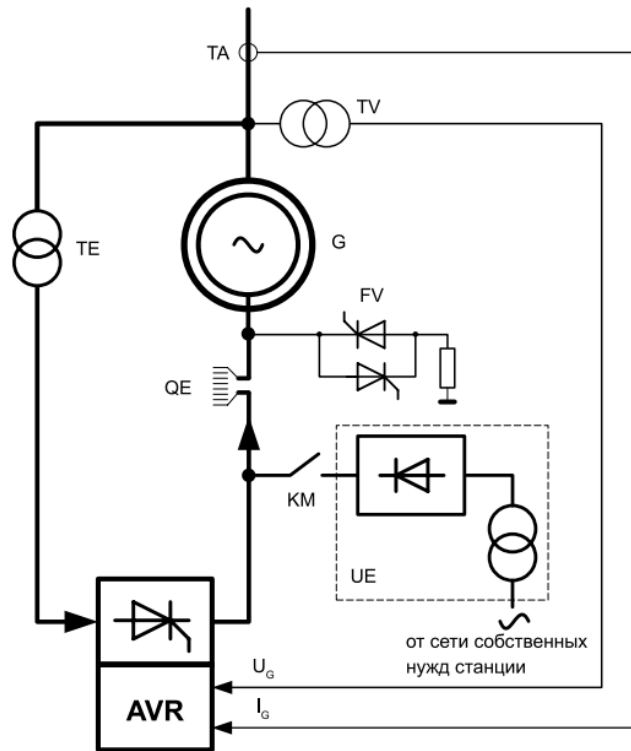 TA
TV
TE
G
FV
QE
KM
UE
от сети собственных
нужд станции
U_G
I_G
AVR